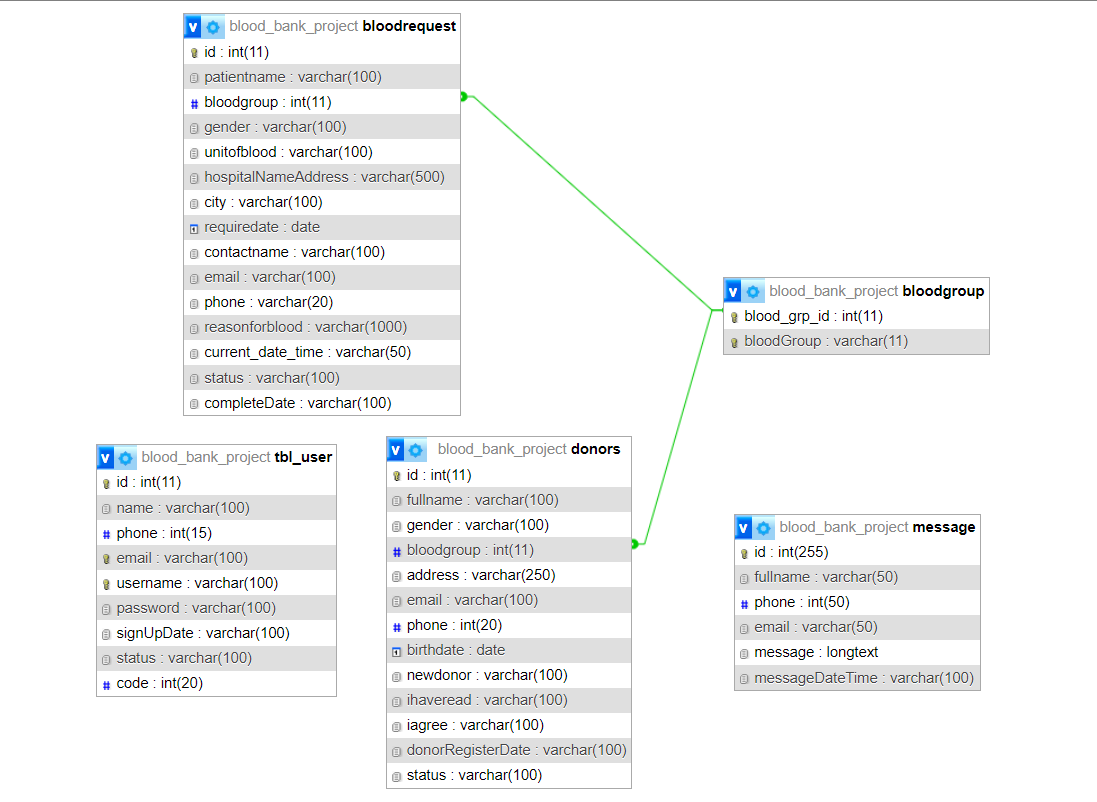 blood_bank_project bloodrequest
id : int(11)
patientname : varchar(100)
# bloodgroup : int(11)
gender : varchar(100)
unitofblood : varchar(100)
hospitalNameAddress : varchar(500)
city : varchar(100)
requiredate : date
contactname : varchar(100)
email : varchar(100)
phone : varchar(20)
reasonforblood : varchar(1000)
current_date_time : varchar(50)
status : varchar(100)
completeDate : varchar(100)
v blood_bank_project bloodgroup
blood_grp_id : int(11)
bloodGroup : varchar(11)
v blood_bank_project tbl_user
id : int(11)
name : varchar(100)
# phone : int(15)
email : varchar(100)
username : varchar(100)
password : varchar(100)
signUpDate : varchar(100)
status : varchar(100)
# code : int(20)
v blood_bank_project donors
id : int(11)
fullname : varchar(100)
gender : varchar(100)
# bloodgroup : int(11)
address : varchar(250)
email : varchar(100)
# phone : int(20)
birthdate : date
newdonor : varchar(100)
ihaveread : varchar(100)
iagree : varchar(100)
donorRegisterDate : varchar(100)
status : varchar(100)
v blood_bank_project message
id : int(255)
fullname : varchar(50)
# phone : int(50)
email : varchar(50)
message : longtext
messageDateTime : varchar(100)